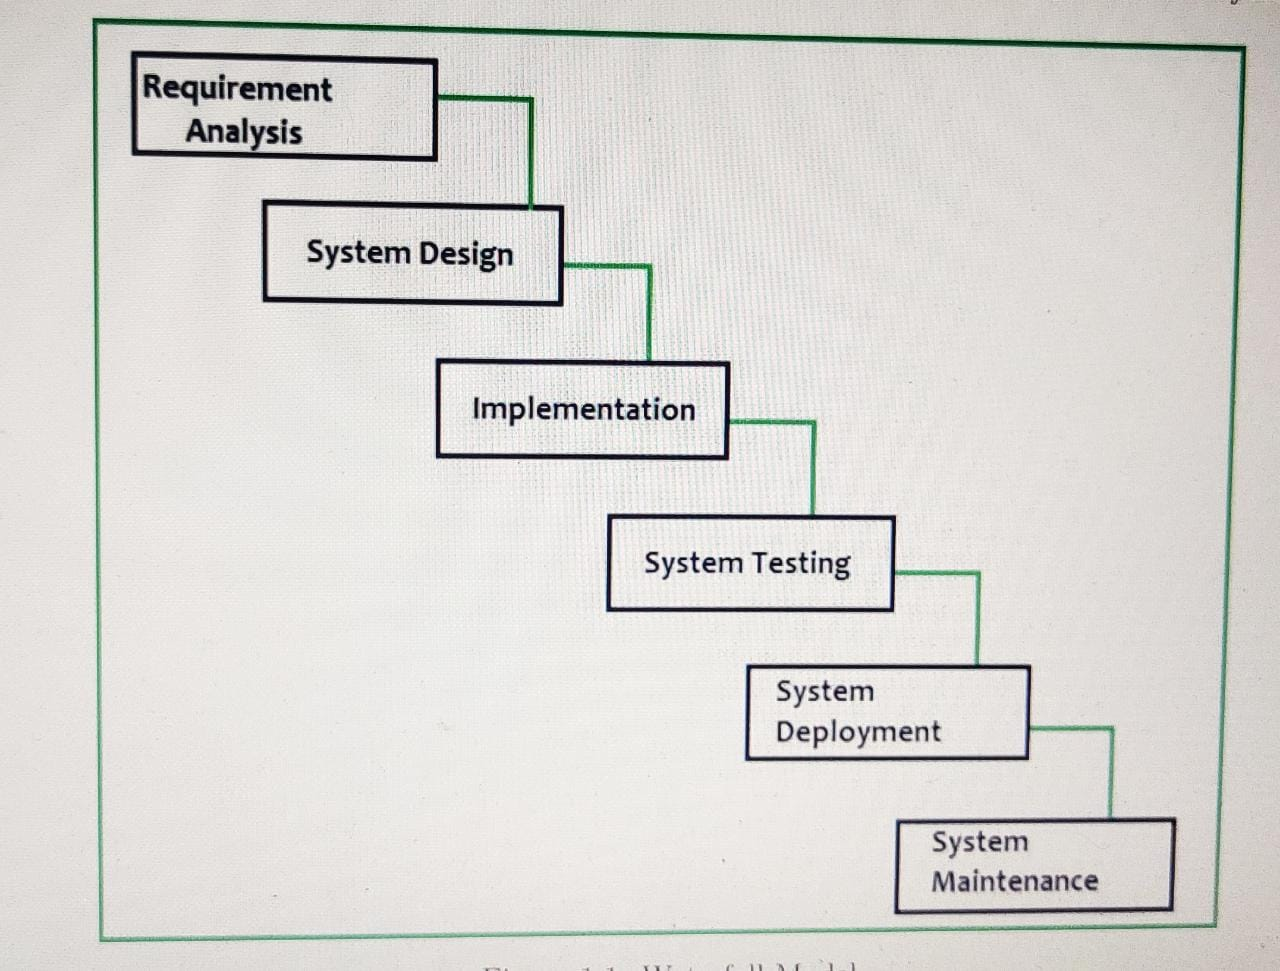 Requirement
Analysis
System Design
Implementation
System Testing
System
Deployment
System
Maintenance